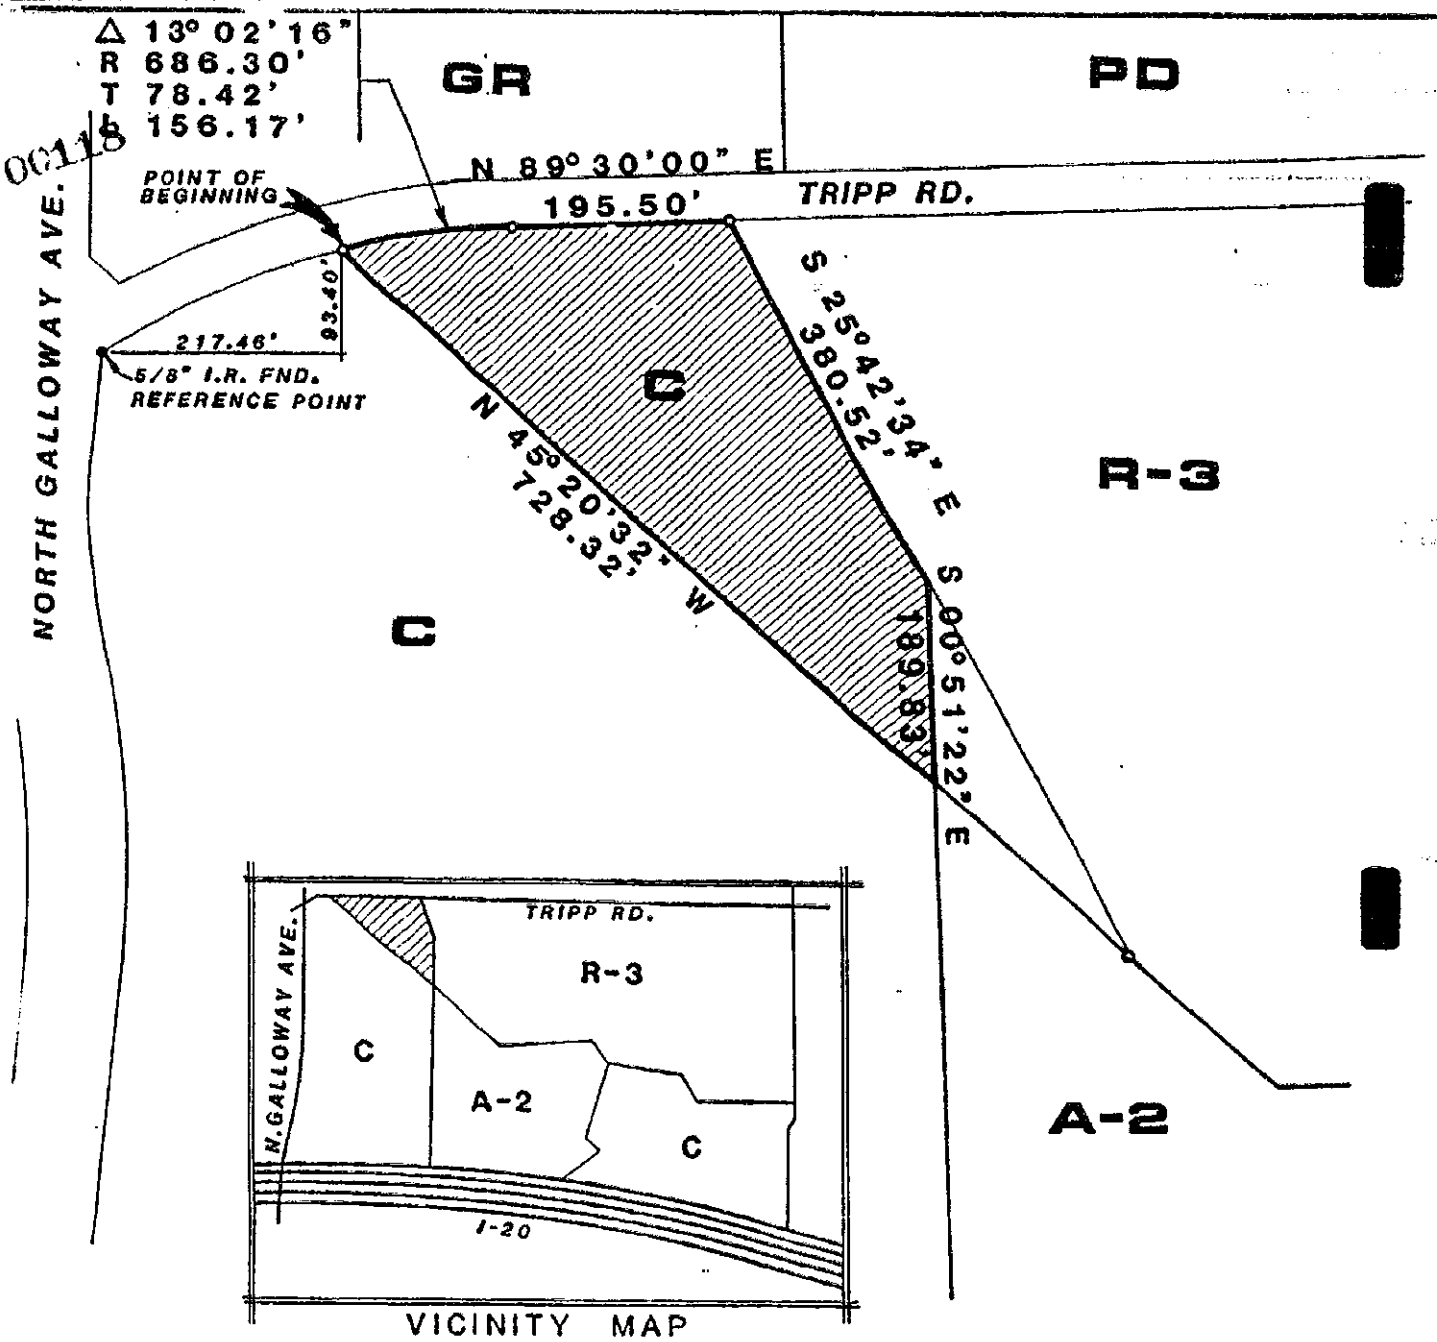 Δ 13° 02' 16"
R 686.30'
T 78.42'
L 156.17'
00118
GR
PD
N 89° 30' 00" E
195.50'
TRIPP RD.
POINT OF
BEGINNING
NORTH GALLOWAY AVE.
93.40'
217.46'
5/8" I.R. FND.
REFERENCE POINT
S 25° 42' 34" E
380.52'
C
N 45° 20' 32" W
728.32'
R-3
S 00° 51' 22" E
189.83'
C
A-2
TRIPP RD.
N. GALLOWAY AVE.
R-3
C
A-2
C
I-20
VICINITY MAP